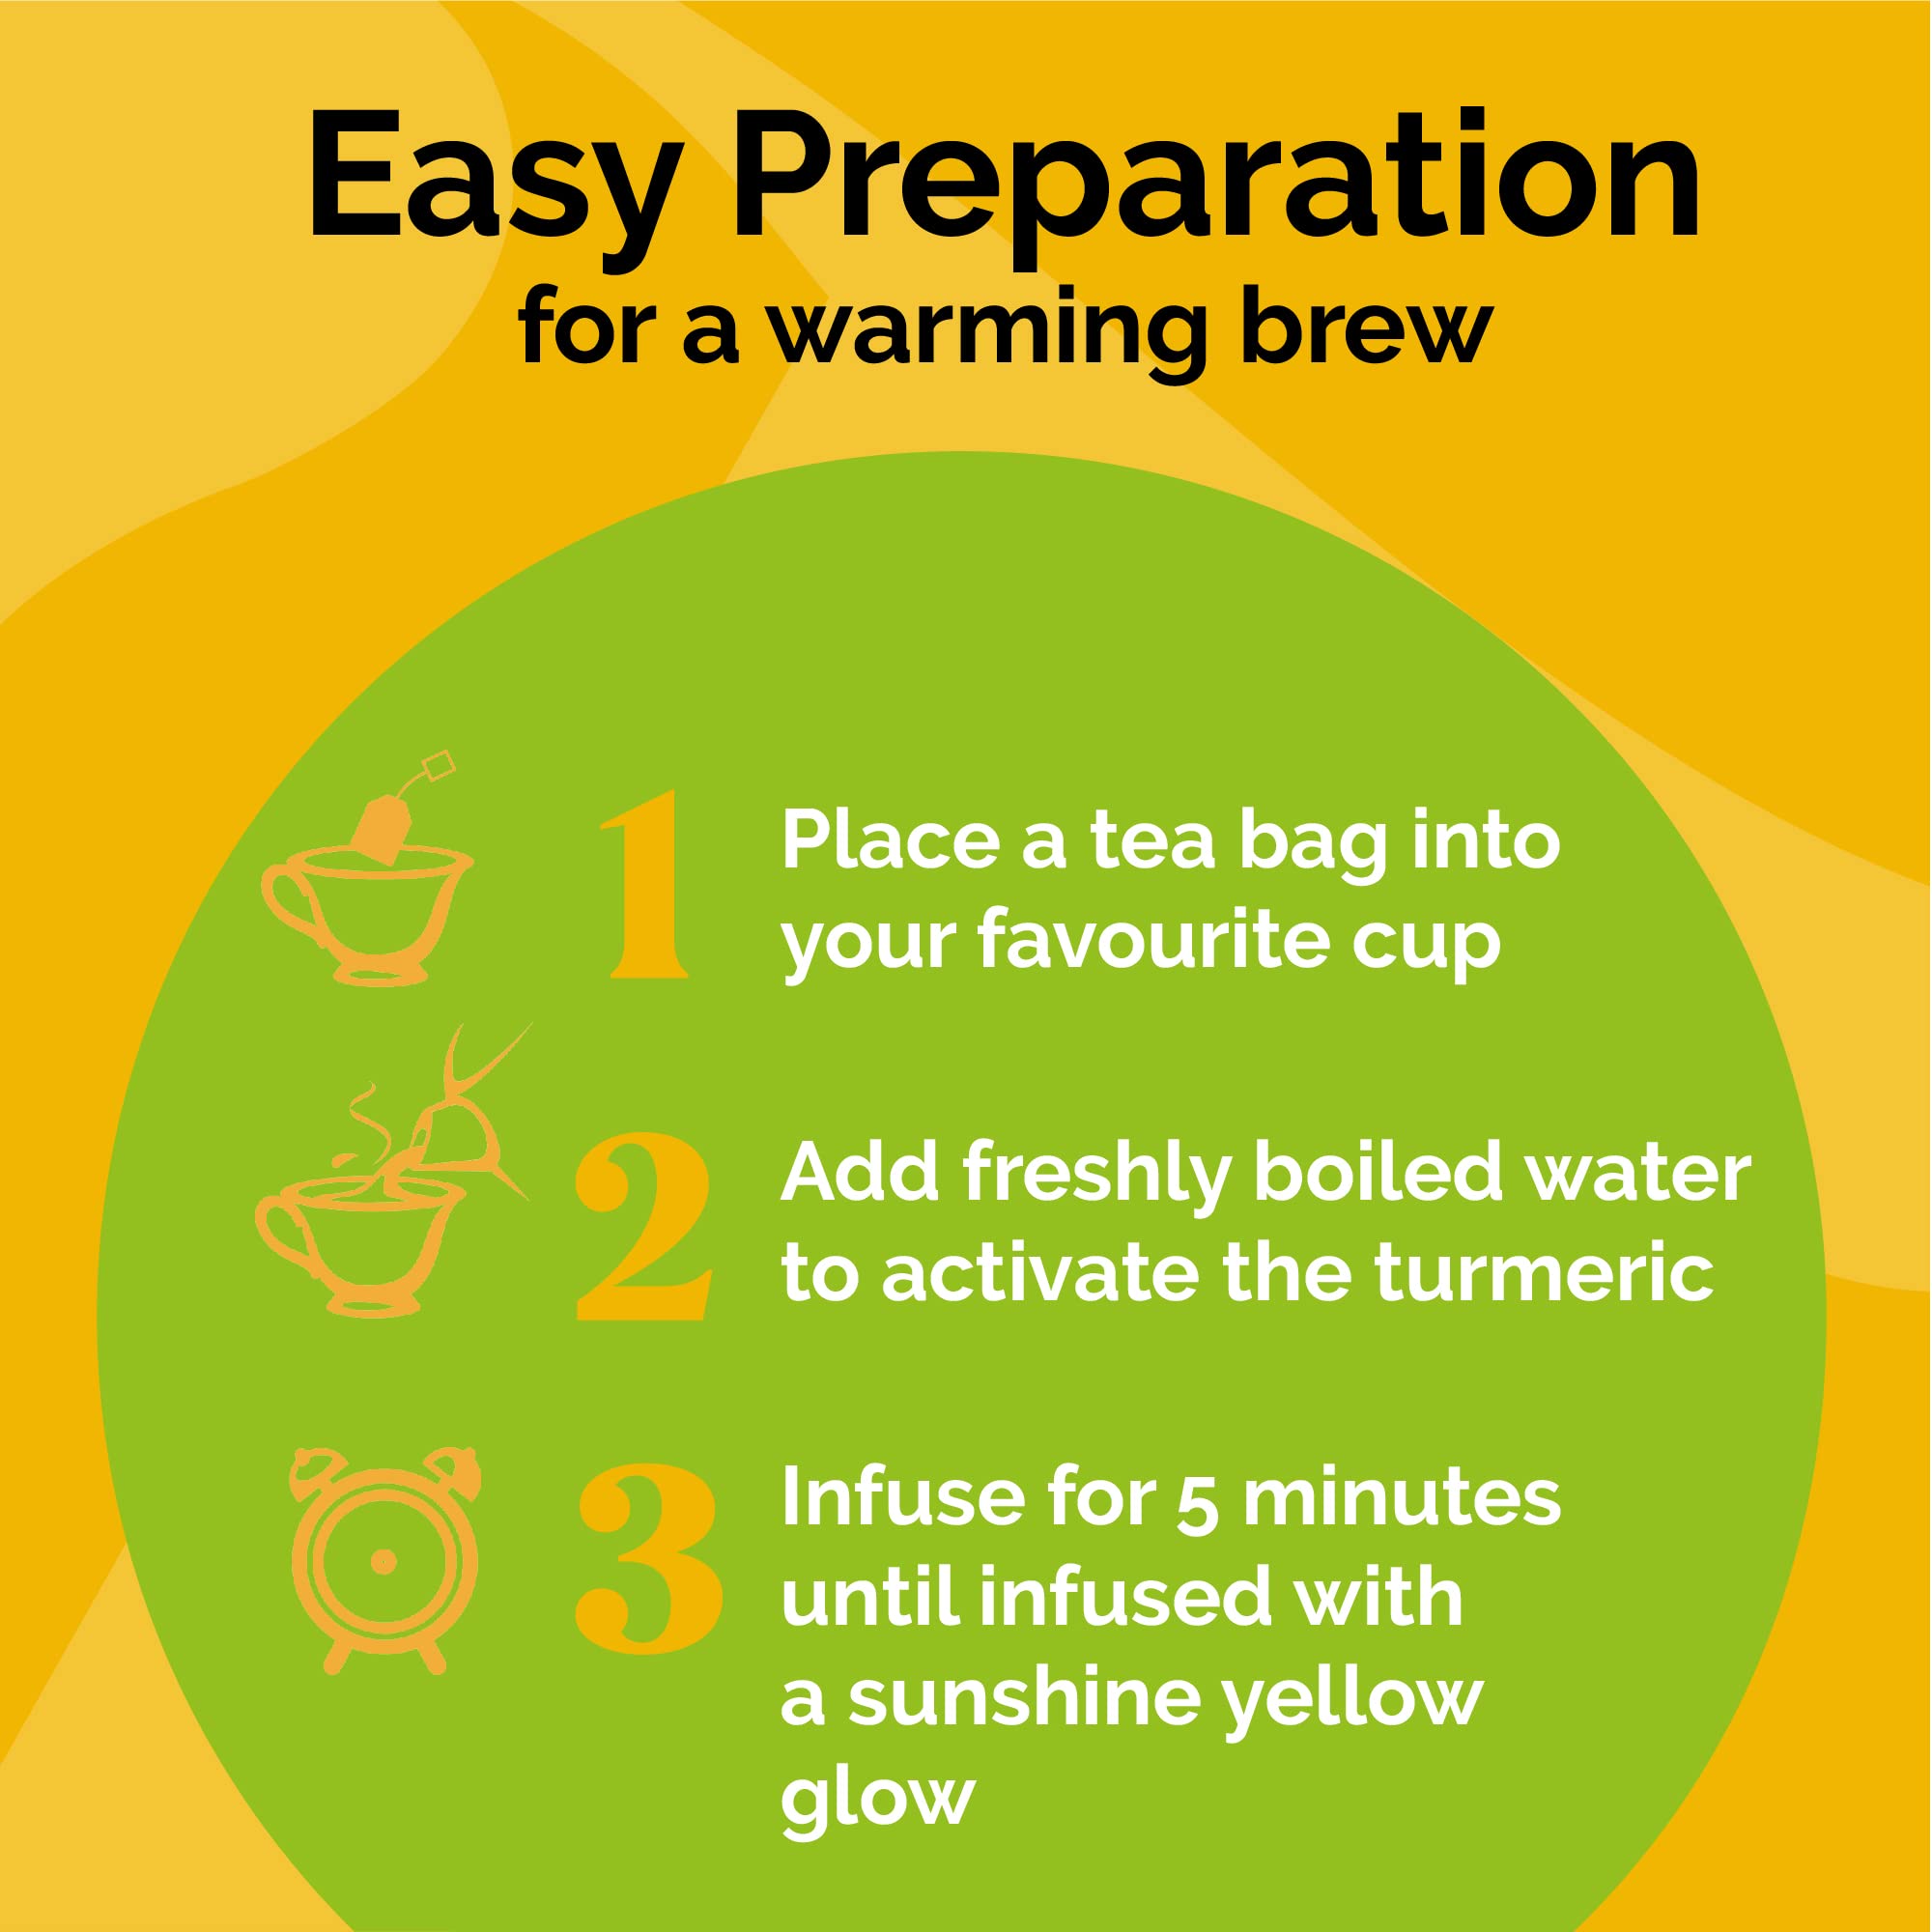 Easy Preparation
for a warming brew
1
Place a tea bag into
your favourite cup
2
Add freshly boiled water
to activate the turmeric
3
Infuse for 5 minutes
until infused with
a sunshine yellow
glow